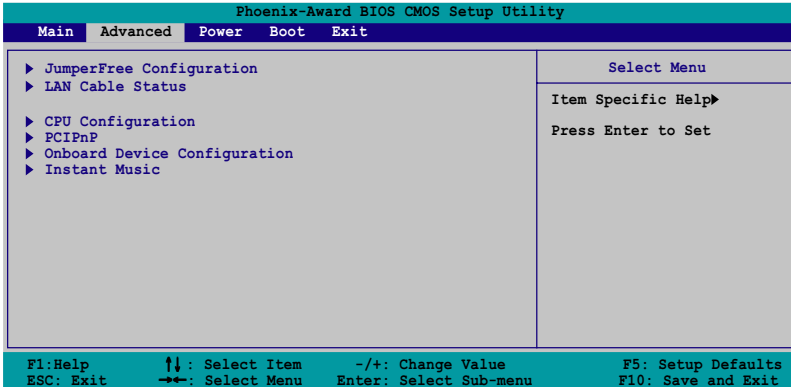 Phoenix-Award BIOS CMOS Setup Utility
Main Advanced Power Boot Exit
JumperFree Configuration
LAN Cable Status
CPU Configuration
PCIPnP
Onboard Device Configuration
Instant Music
Select Menu
Item Specific Help
Press Enter to Set
F1:Help ↑↓: Select Item -/+: Change Value F5: Setup Defaults
ESC: Exit →←: Select Menu Enter: Select Sub-menu F10: Save and Exit